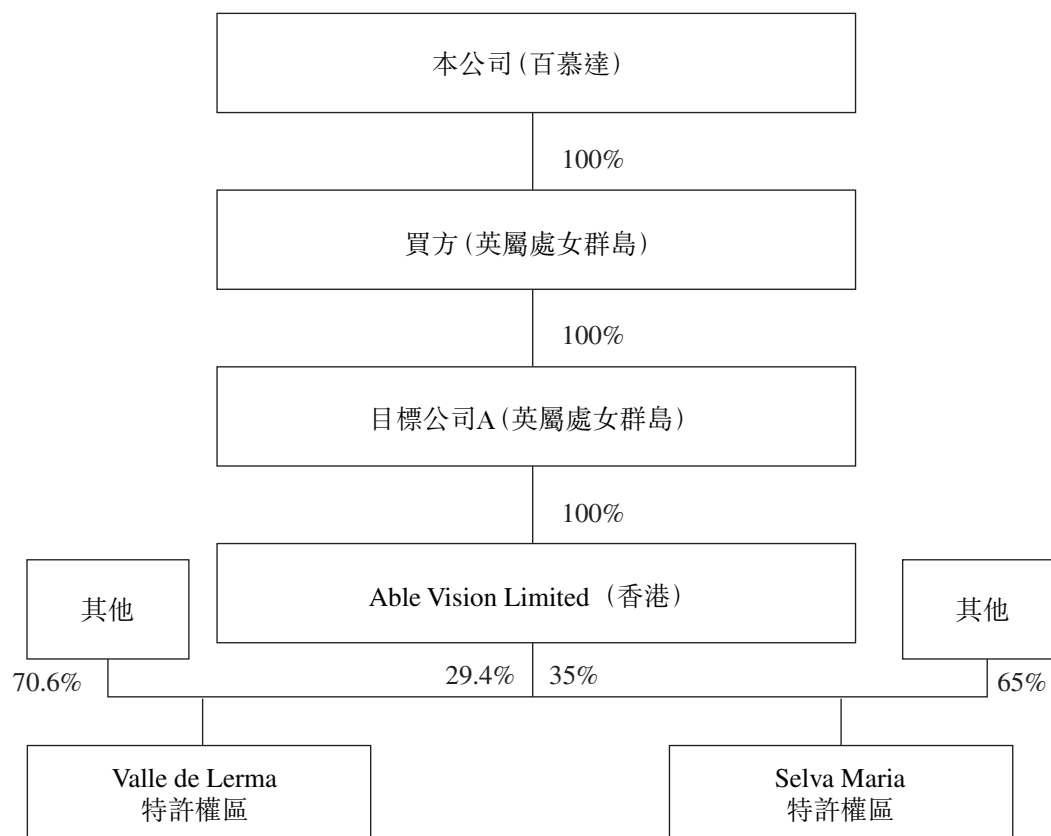 本公司(百慕達)
100%
買方(英屬處女群島)
100%
目標公司A(英屬處女群島)
100%
其他
Able Vision Limited（香港）
其他
70.6%
29.4%
35%
65%
Valle de Lerma
特許權區
Selva Maria
特許權區